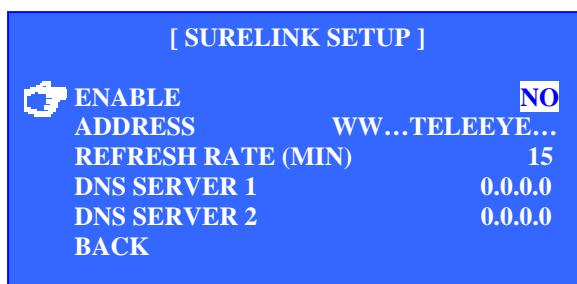 [ SURELINK SETUP ]
ENABLE NO
ADDRESS WW…TELEEYE…
REFRESH RATE (MIN) 15
DNS SERVER 1 0.0.0.0
DNS SERVER 2 0.0.0.0
BACK